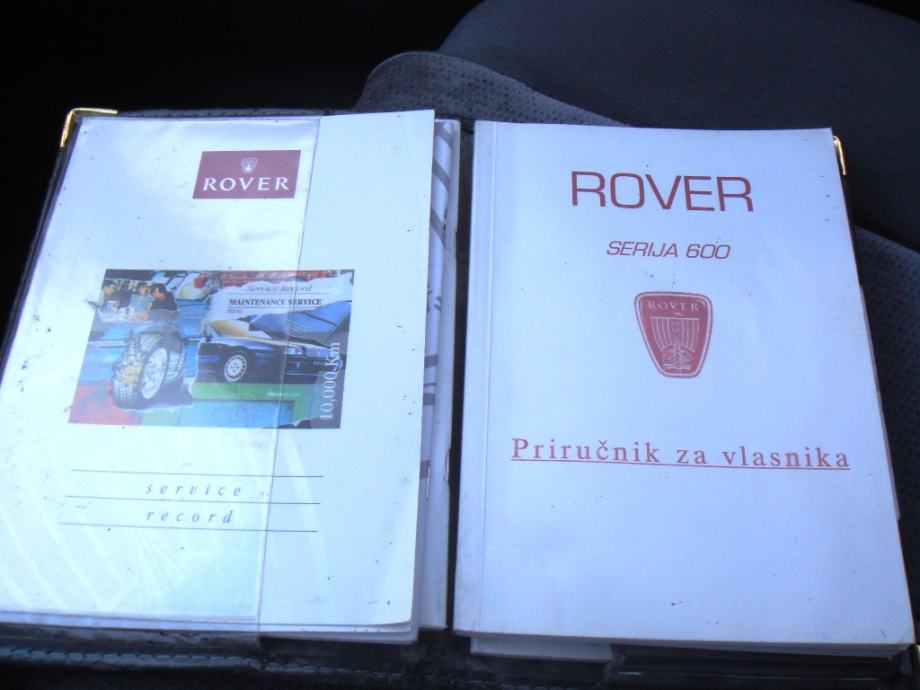 ROVER
Service Record
MAINTENANCE SERVICE
10,000 Km
service
record
ROVER
SERIJA 600
ROVER
Priručnik za vlasnika